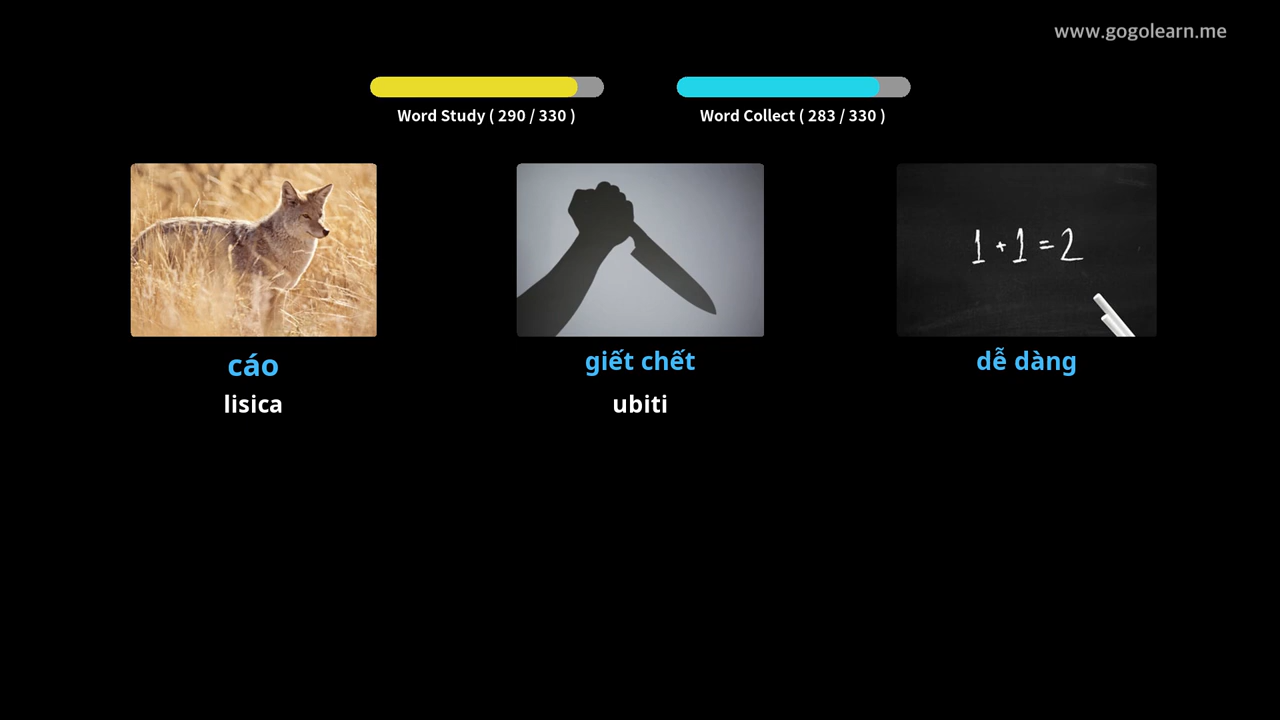 www.gogolearn.me
Word Study ( 290 / 330 )
Word Collect ( 283 / 330 )
1 + 1 = 2
cáo
giết chết
dễ dàng
lisica
ubiti